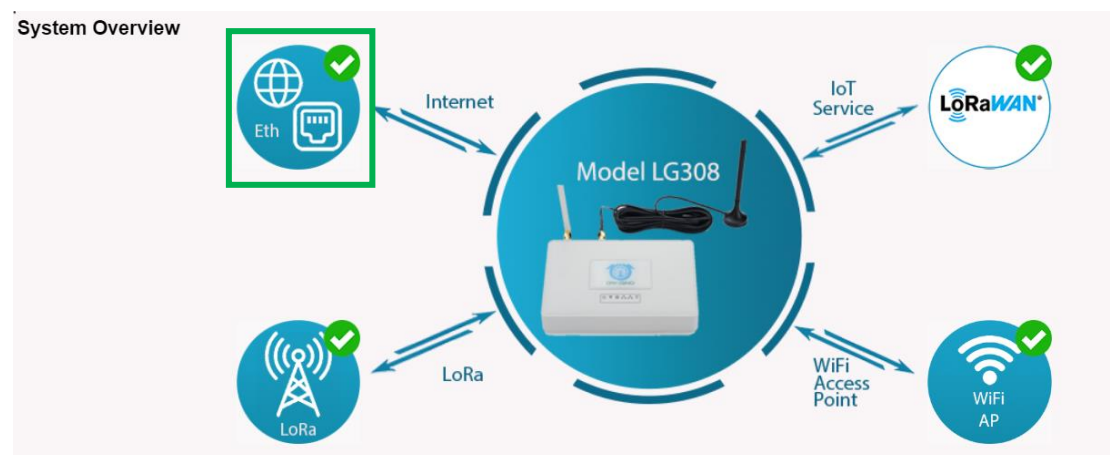 System Overview
Eth
Internet
IoT
Service
LoRaWAN
Model LG308
LoRa
LoRa
WiFi
Access
Point
WiFi
AP